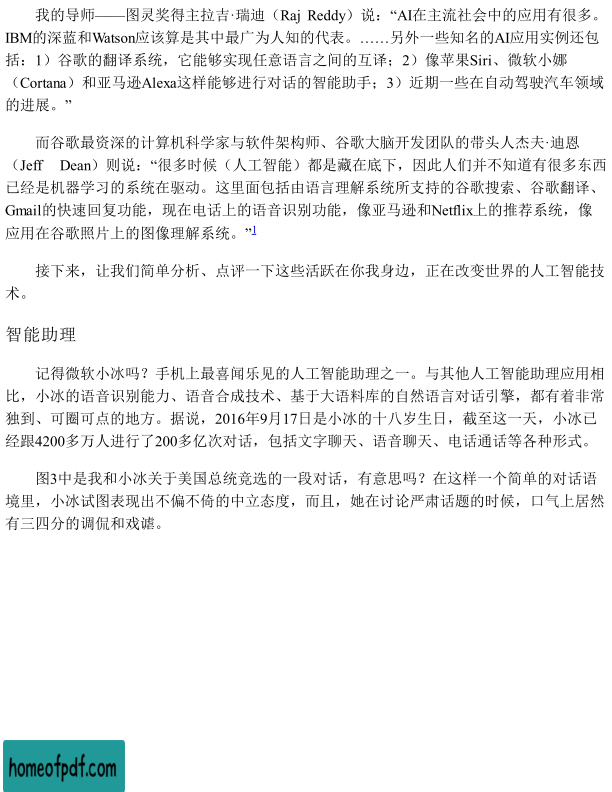 我的导师——图灵奖得主拉吉·瑞迪（Raj Reddy）说：“AI在主流社会中的应用有很多。
IBM的深蓝和Watson应该算是其中最广为人知的代表。……另外一些知名的AI应用实例还包
括：1）谷歌的翻译系统，它能够实现任意语言之间的互译；2）像苹果Siri、微软小娜
（Cortana）和亚马逊Alexa这样能够进行对话的智能助手；3）近期一些在自动驾驶汽车领域
的进展。”
而谷歌最资深的计算机科学家与软件架构师、谷歌大脑开发团队的带头人杰夫·迪恩
（Jeff Dean）则说：“很多时候（人工智能）都是藏在底下，因此人们并不知道有很多东西
已经是机器学习的系统在驱动。这里面包括由语言理解系统所支持的谷歌搜索、谷歌翻译、
Gmail的快速回复功能，现在电话上的语音识别功能，像亚马逊和Netflix上的推荐系统，像
应用在谷歌照片上的图像理解系统。”1
接下来，让我们简单分析、点评一下这些活跃在你我身边，正在改变世界的人工智能技
术。
智能助理
记得微软小冰吗？手机上最喜闻乐见的人工智能助理之一。与其他人工智能助理应用相
比，小冰的语音识别能力、语音合成技术、基于大语料库的自然语言对话引擎，都有着非常
独到、可圈可点的地方。据说，2016年9月17日是小冰的十八岁生日，截至这一天，小冰已
经跟4200多万人进行了200多亿次对话，包括文字聊天、语音聊天、电话通话等各种形式。
图3中是我和小冰关于美国总统竞选的一段对话，有意思吗？在这样一个简单的对话语
境里，小冰试图表现出不偏不倚的中立态度，而且，她在讨论严肃话题的时候，口气上居然
有三四分的调侃和戏谑。
homeofpdf.com